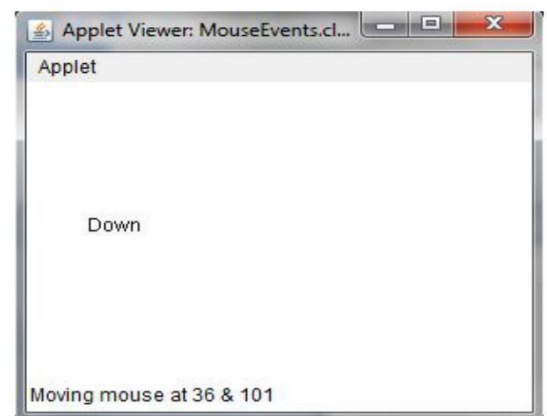 Applet Viewer: MouseEvents.cl...
Applet
Down
Moving mouse at 36 & 101